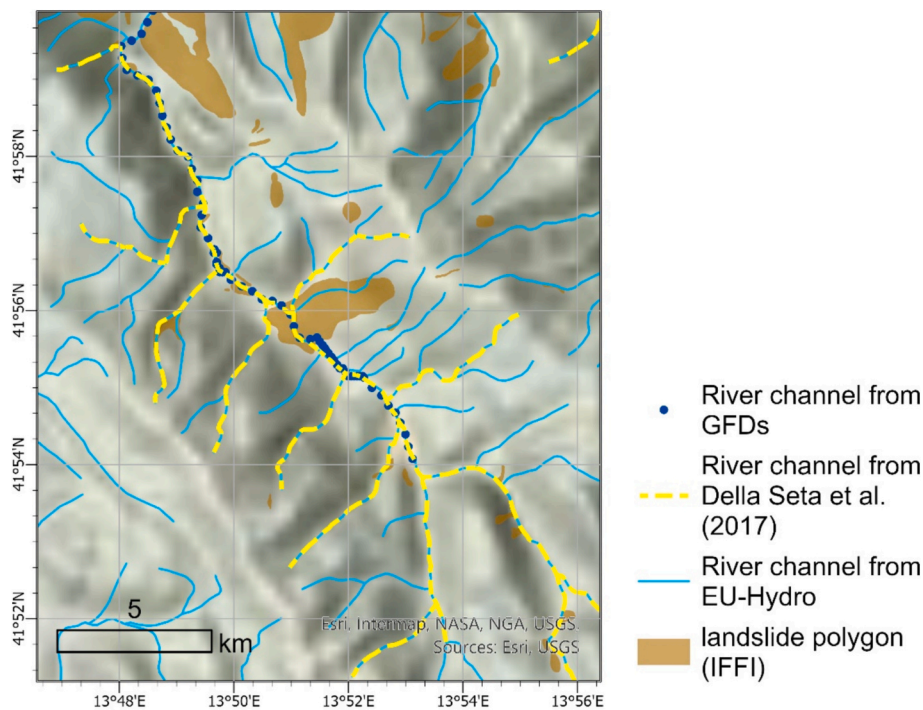 41°58'N
41°56'N
41°54'N
41°52'N
5
km
Esri, Intermap, NASA, NGA, USGS.
Sources: Esri, USGS
13°48'E
13°50'E
13°52'E
13°54'E
13°56'E
River channel from
GFDs
River channel from
Della Seta et al.
(2017)
River channel from
EU-Hydro
landslide polygon
(IFFI)